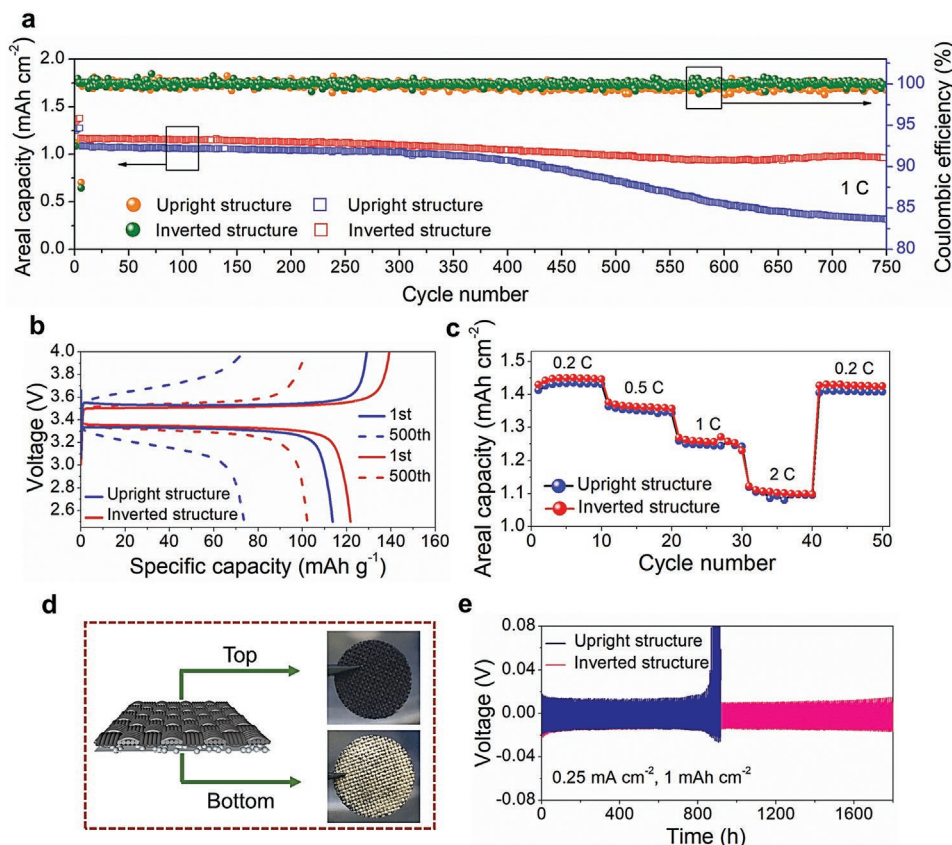 a
Areal capacity (mAh cm⁻²)
2.0
1.5
1.0
0.5
0.0
100
95
90
85
80
Coulombic efficiency (%)
1 C
Upright structure
Upright structure
Inverted structure
Inverted structure
0 25 50 75 100 125 150 175 200 225 250 300 350 400 450 500 550 600 650 700 750
Cycle number
b
Voltage (V)
4.0
3.8
3.6
3.4
3.2
3.0
2.8
2.6
1st
500th
1st
500th
Upright structure
Inverted structure
0 20 40 60 80 100 120 140 160
Specific capacity (mAh g⁻¹)
c
Areal capacity (mAh cm⁻²)
1.5
1.4
1.3
1.2
1.1
1.0
0.2 C
0.5 C
1 C
2 C
0.2 C
Upright structure
Inverted structure
0 10 20 30 40 50
Cycle number
d
Top
Bottom
e
Voltage (V)
0.08
0.04
0.00
-0.04
-0.08
Upright structure
Inverted structure
0.25 mA cm⁻², 1 mAh cm⁻²
0 400 800 1200 1600
Time (h)